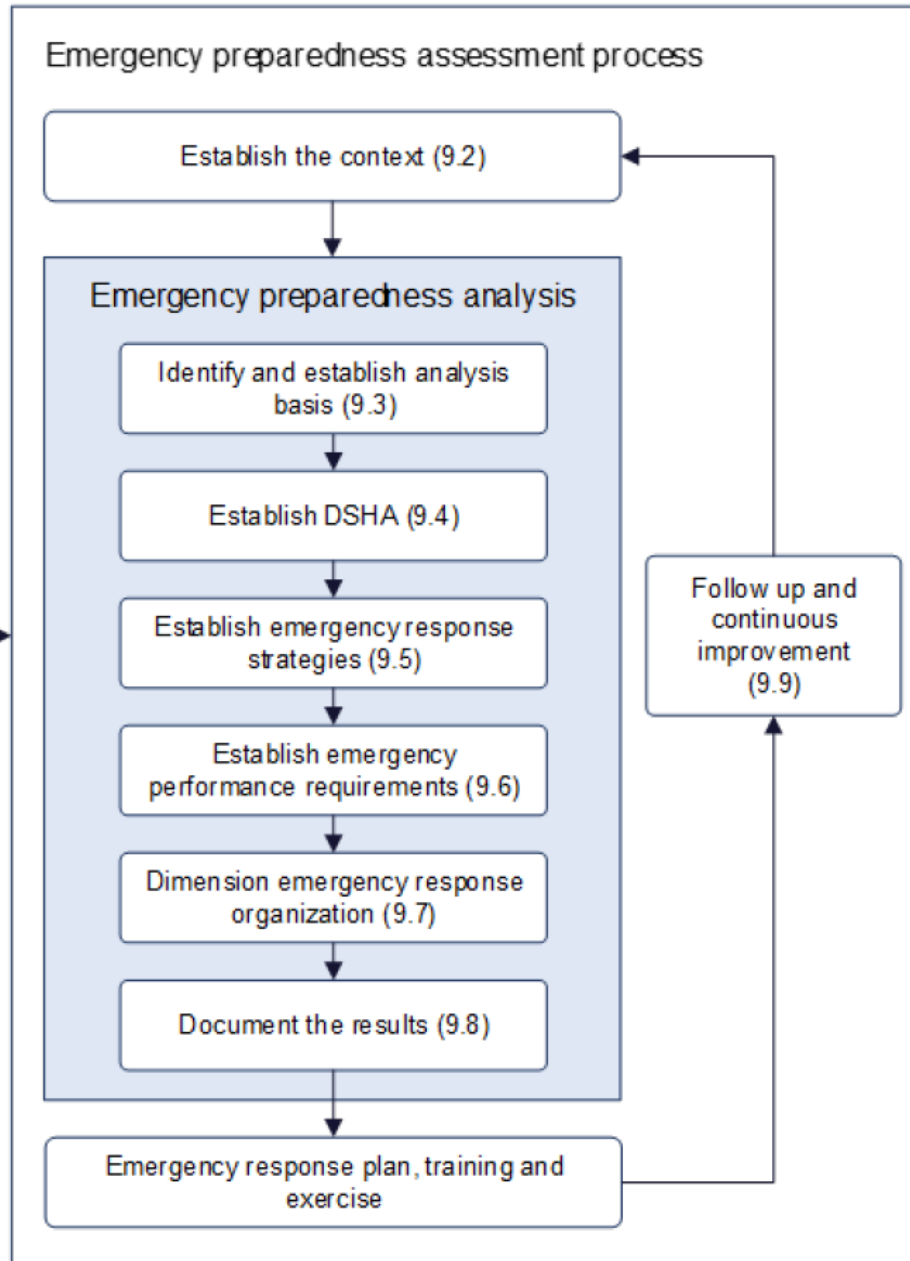 Emergency preparedness assessment process
Establish the context (9.2)
Emergency preparedness analysis
Identify and establish analysis
basis (9.3)
Establish DSHA (9.4)
Establish emergency response
strategies (9.5)
Establish emergency
performance requirements (9.6)
Dimension emergency response
organization (9.7)
Document the results (9.8)
Emergency response plan, training and
exercise
Follow up and
continuous
improvement
(9.9)